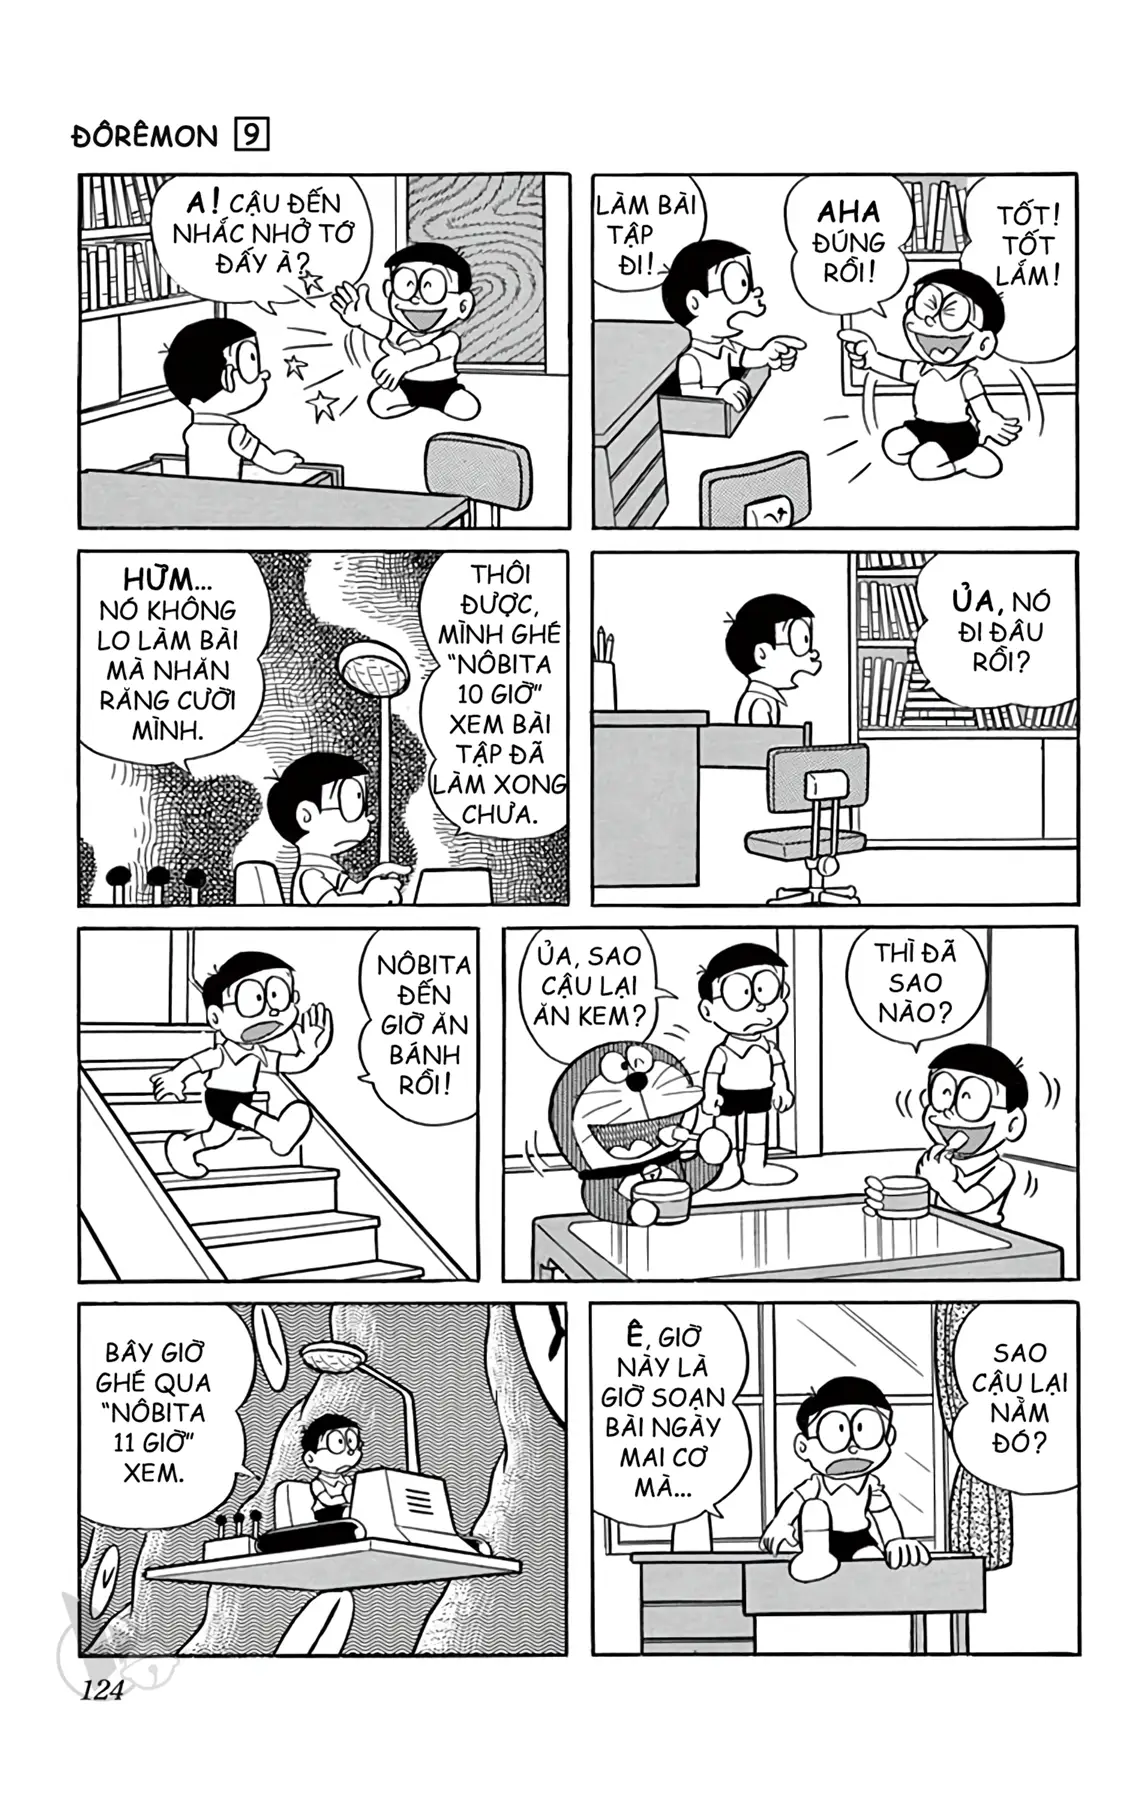 ĐÔRÊMON 9
A! CẬU ĐẾN
NHẮC NHỞ TỚ
ĐẤY À?
LÀM BÀI
TẬP
ĐI!
AHA
ĐÚNG
RỒI!
TỐT!
TỐT
LẮM!
HỪM...
NÓ KHÔNG
LO LÀM BÀI
MÀ NHĂN
RĂNG CƯỜI
MÌNH.
THÔI
ĐƯỢC,
MÌNH GHÉ
“NÔBITA
10 GIỜ”
XEM BÀI
TẬP ĐÃ
LÀM XONG
CHƯA.
ỦA, NÓ
ĐI ĐÂU
RỒI?
NÔBITA
ĐẾN
GIỜ ĂN
BÁNH
RỒI!
ỦA, SAO
CẬU LẠI
ĂN KEM?
THÌ ĐÃ
SAO
NÀO?
BÂY GIỜ
GHÉ QUA
“NÔBITA
11 GIỜ”
XEM.
Ê, GIỜ
NÀY LÀ
GIỜ SOẠN
BÀI NGÀY
MAI CƠ
MÀ...
SAO
CẬU LẠI
NẰM
ĐÓ?
124